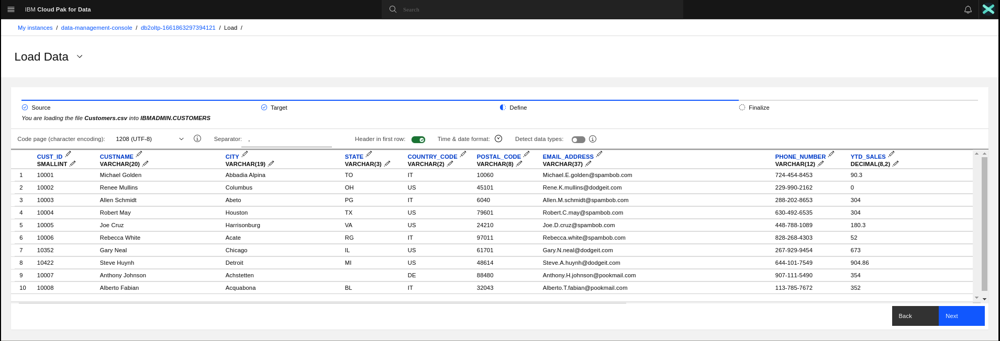 IBM Cloud Pak for Data Search
My instances / data-management-console / db2oltp-1661863297394121 / Load /
Load Data
Source Target Define Finalize
You are loading the file Customers.csv into IBMADMIN.CUSTOMERS
Code page (character encoding): 1208 (UTF-8) Separator: , Header in first row: Time & date format: Detect data types:
CUST_ID CUSTNAME CITY STATE COUNTRY_CODE POSTAL_CODE EMAIL_ADDRESS PHONE_NUMBER YTD_SALES
SMALLINT VARCHAR(20) VARCHAR(19) VARCHAR(3) VARCHAR(2) VARCHAR(8) VARCHAR(37) VARCHAR(12) DECIMAL(8,2)
1 10001 Michael Golden Abbadia Alpina TO IT 10060 Michael.E.golden@spambob.com 724-454-8453 90.3
2 10002 Renee Mullins Columbus OH US 45101 Rene.K.mullins@dodgeit.com 229-990-2162 0
3 10003 Allen Schmidt Abeto PG IT 6040 Allen.M.schmidt@spambob.com 288-202-8653 304
4 10004 Robert May Houston TX US 79601 Robert.C.may@spambob.com 630-492-6535 304
5 10005 Joe Cruz Harrisonburg VA US 24210 Joe.D.cruz@spambob.com 448-788-1089 180.3
6 10006 Rebecca White Acate RG IT 97011 Rebecca.white@spambob.com 828-268-4303 52
7 10352 Gary Neal Chicago IL US 61701 Gary.N.neal@dodgeit.com 267-929-9454 673
8 10422 Steve Huynh Detroit MI US 48614 Steve.A.huynh@dodgeit.com 644-101-7549 904.86
9 10007 Anthony Johnson Achstetten DE 88480 Anthony.H.johnson@pookmail.com 907-111-5490 354
10 10008 Alberto Fabian Acquabona BL IT 32043 Alberto.T.fabian@pookmail.com 113-785-7672 352
Back Next